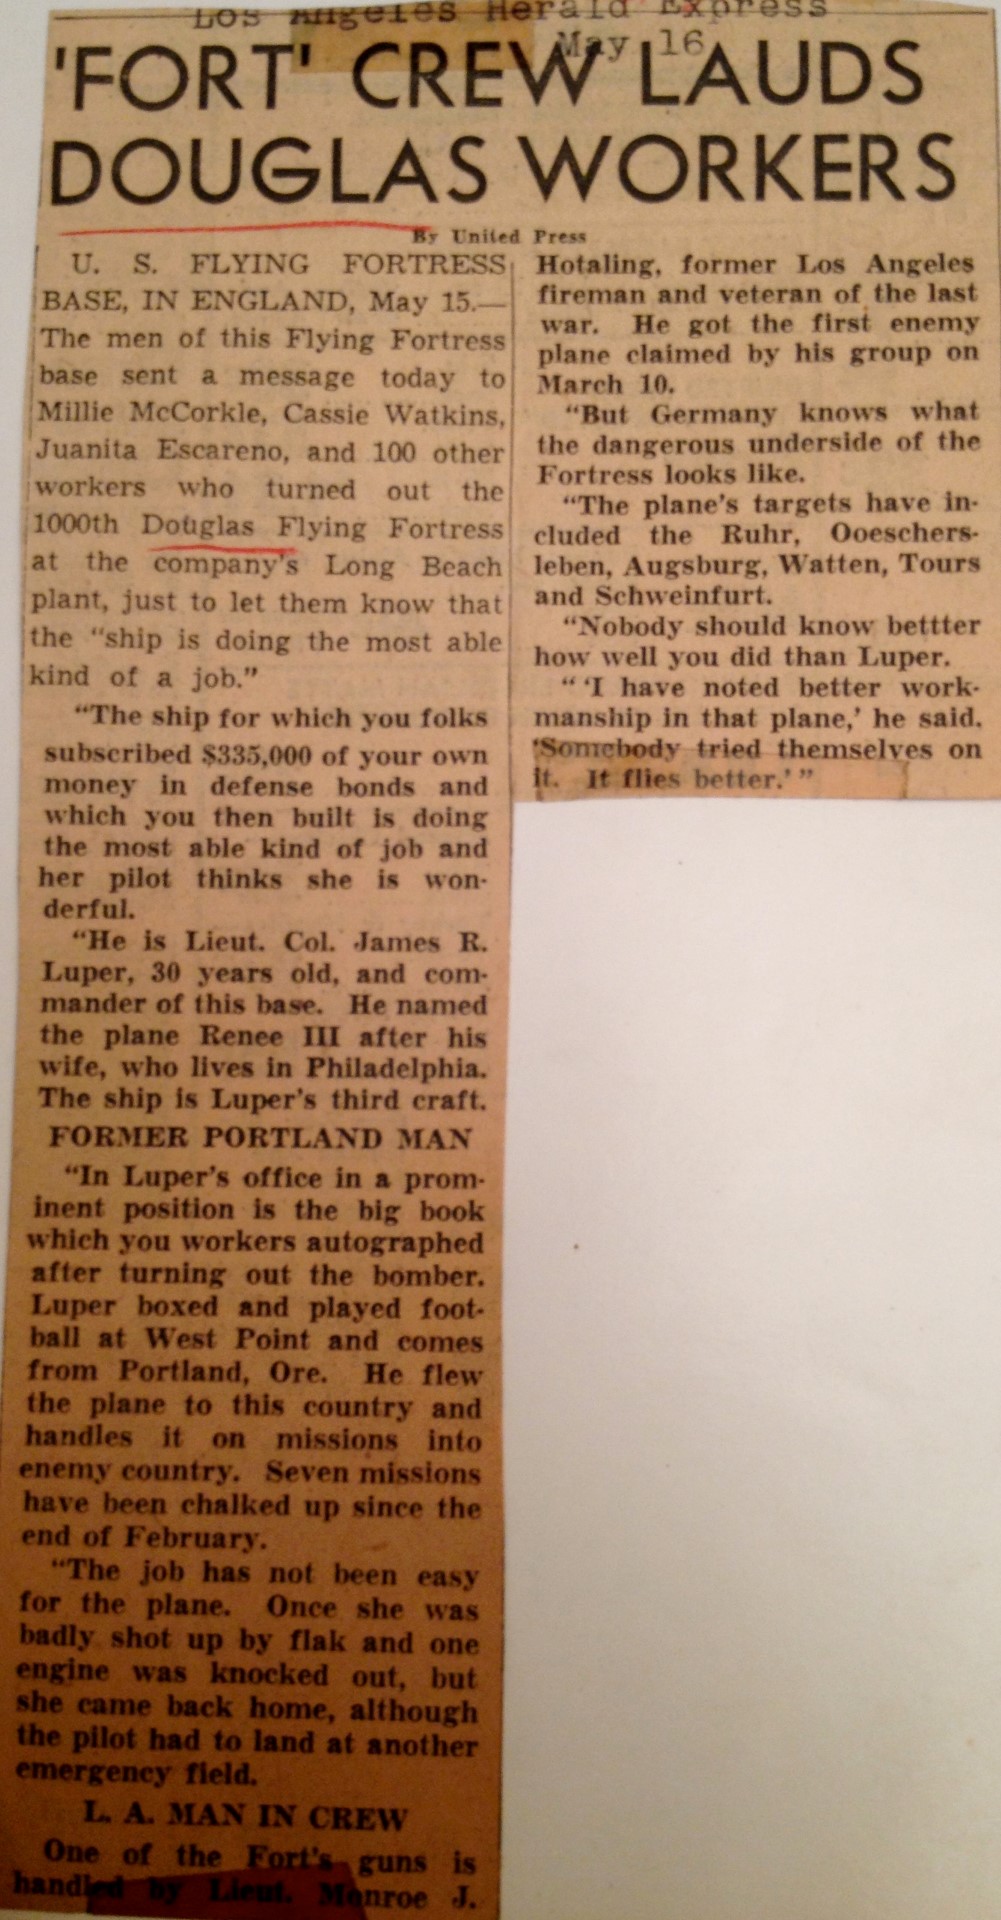 Los Angeles Herald Express
May 16
'FORT' CREW LAUDS
DOUGLAS WORKERS
By United Press
U. S. FLYING FORTRESS
BASE, IN ENGLAND, May 15.—
The men of this Flying Fortress
base sent a message today to
Millie McCorkle, Cassie Watkins,
Juanita Escareno, and 100 other
workers who turned out the
1000th Douglas Flying Fortress
at the company's Long Beach
plant, just to let them know that
the "ship is doing the most able
kind of a job."
"The ship for which you folks
subscribed $335,000 of your own
money in defense bonds and
which you then built is doing
the most able kind of job and
her pilot thinks she is won-
derful.
"He is Lieut. Col. James R.
Luper, 30 years old, and com-
mander of this base. He named
the plane Renee III after his
wife, who lives in Philadelphia.
The ship is Luper's third craft.
FORMER PORTLAND MAN
"In Luper's office in a prom-
inent position is the big book
which you workers autographed
after turning out the bomber.
Luper boxed and played foot-
ball at West Point and comes
from Portland, Ore. He flew
the plane to this country and
handles it on missions into
enemy country. Seven missions
have been chalked up since the
end of February.
"The job has not been easy
for the plane. Once she was
badly shot up by flak and one
engine was knocked out, but
she came back home, although
the pilot had to land at another
emergency field.
L. A. MAN IN CREW
One of the Fort's guns is
handled by Lieut. Monroe J.
Hotaling, former Los Angeles
fireman and veteran of the last
war. He got the first enemy
plane claimed by his group on
March 10.
"But Germany knows what
the dangerous underside of the
Fortress looks like.
"The plane's targets have in-
cluded the Ruhr, Ooeschers-
leben, Augsburg, Watten, Tours
and Schweinfurt.
"Nobody should know bettter
how well you did than Luper.
" 'I have noted better work-
manship in that plane,' he said.
'Somebody tried themselves on
it. It flies better.' "